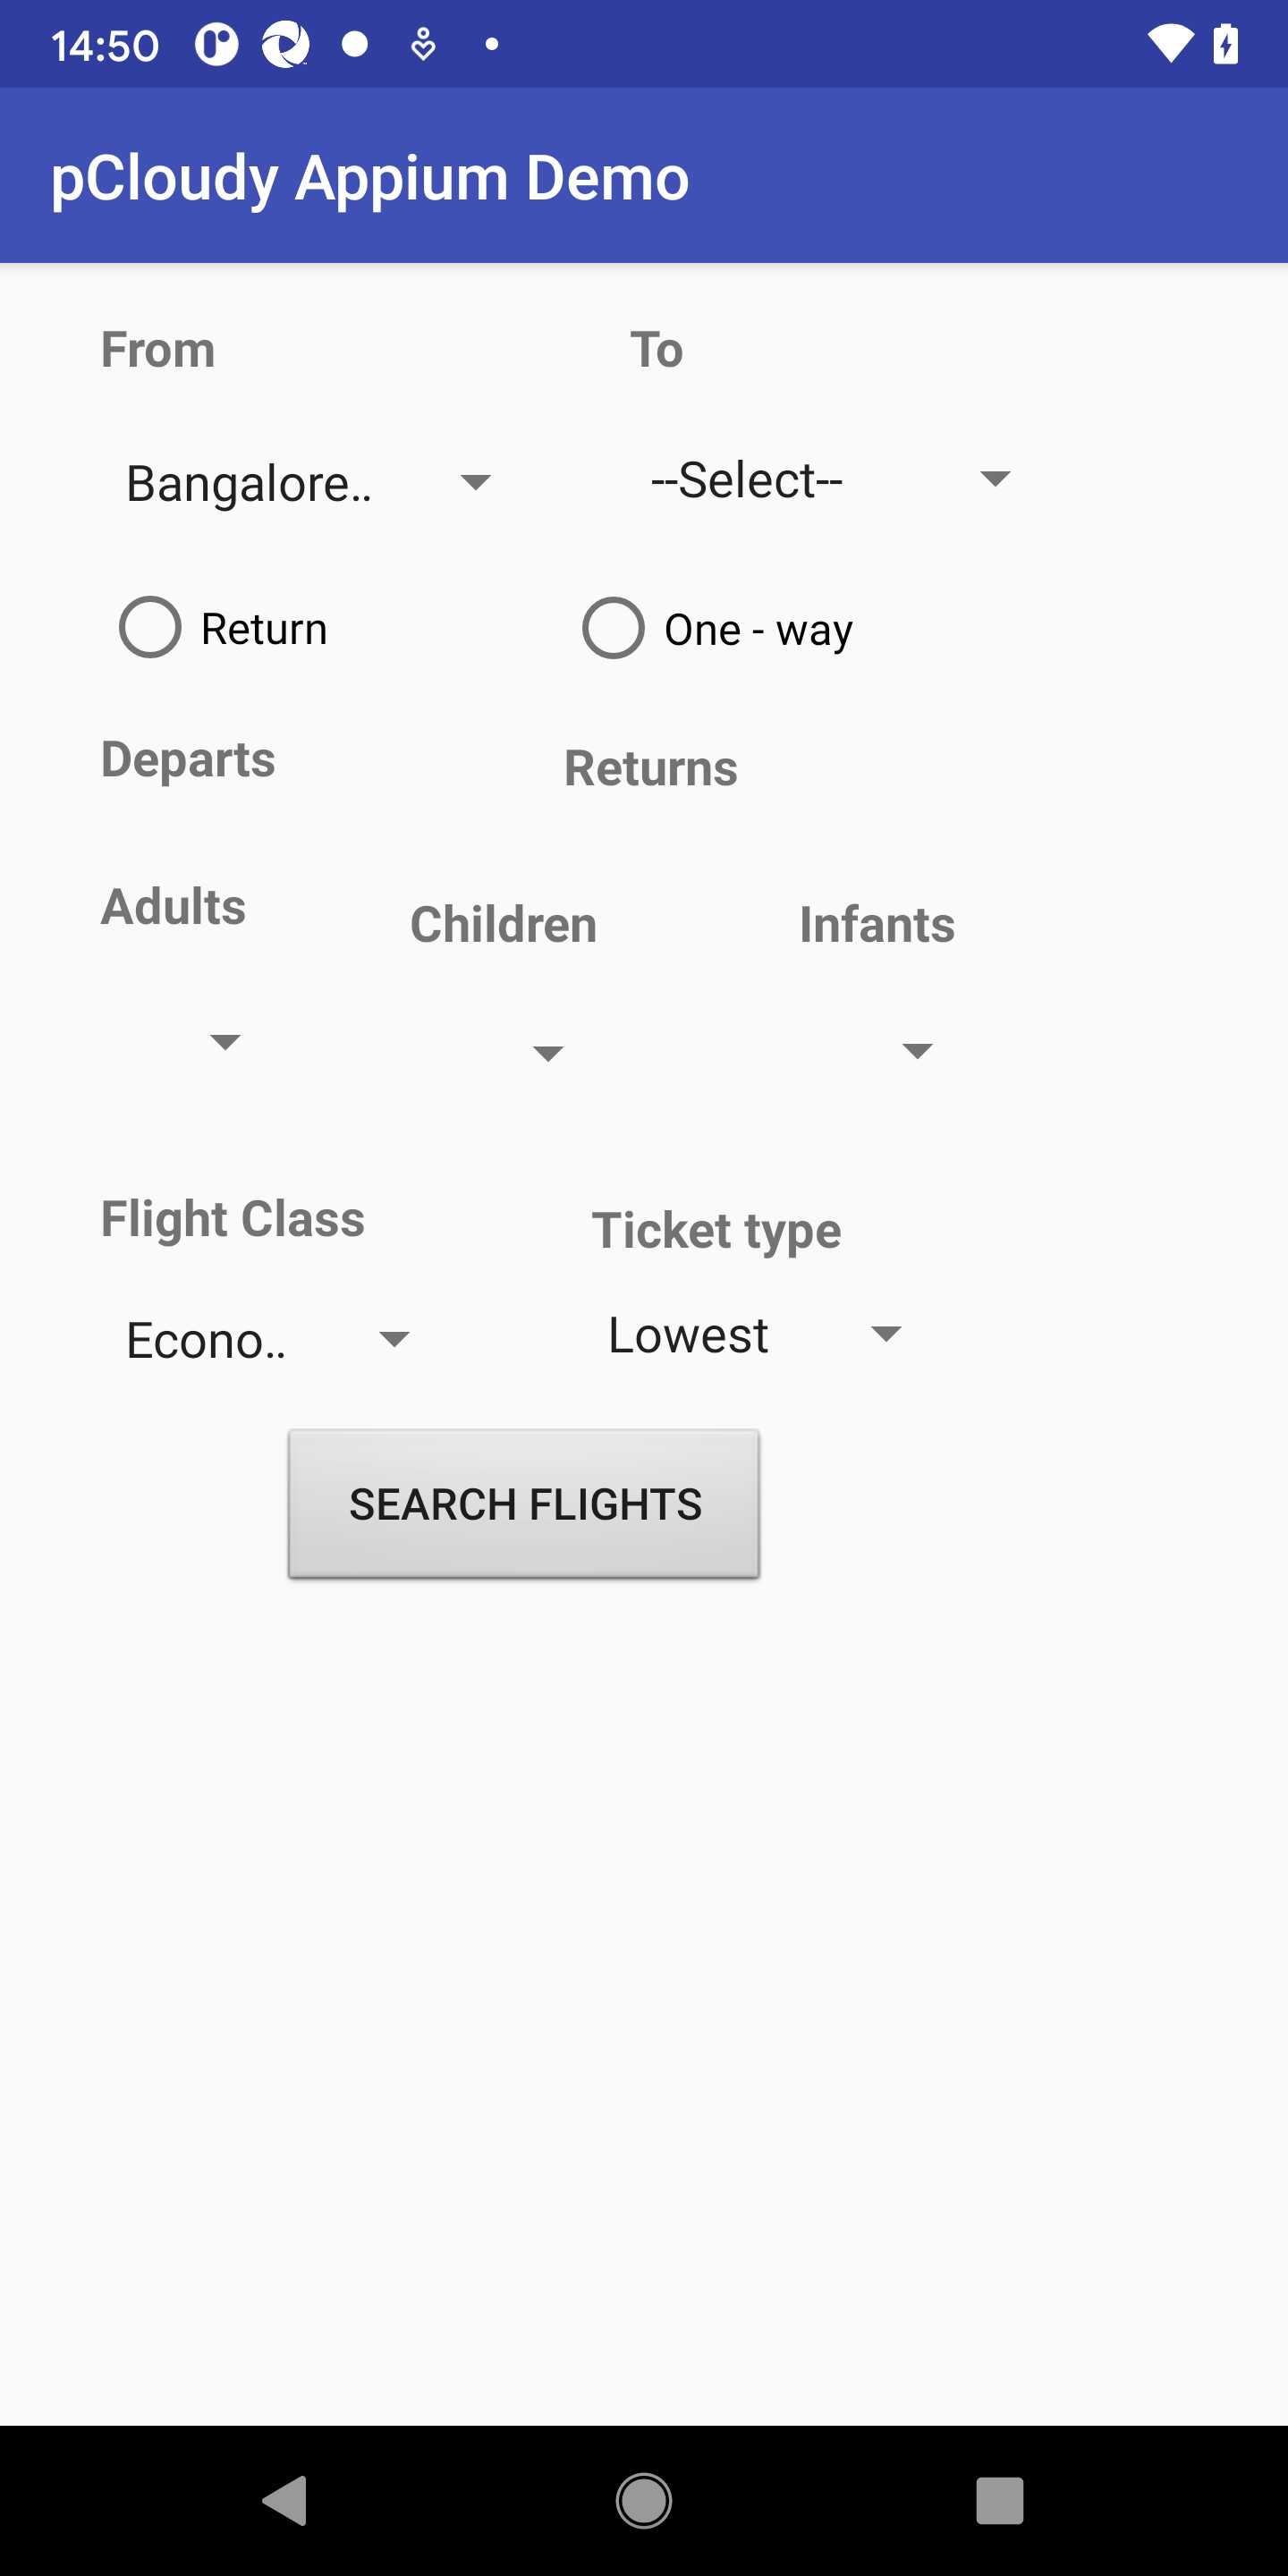 14:50
pCloudy Appium Demo
From To
Bangalore.. --Select--
Return One - way
Departs Returns
Adults Children Infants
Flight Class Ticket type
Econo.. Lowest
SEARCH FLIGHTS